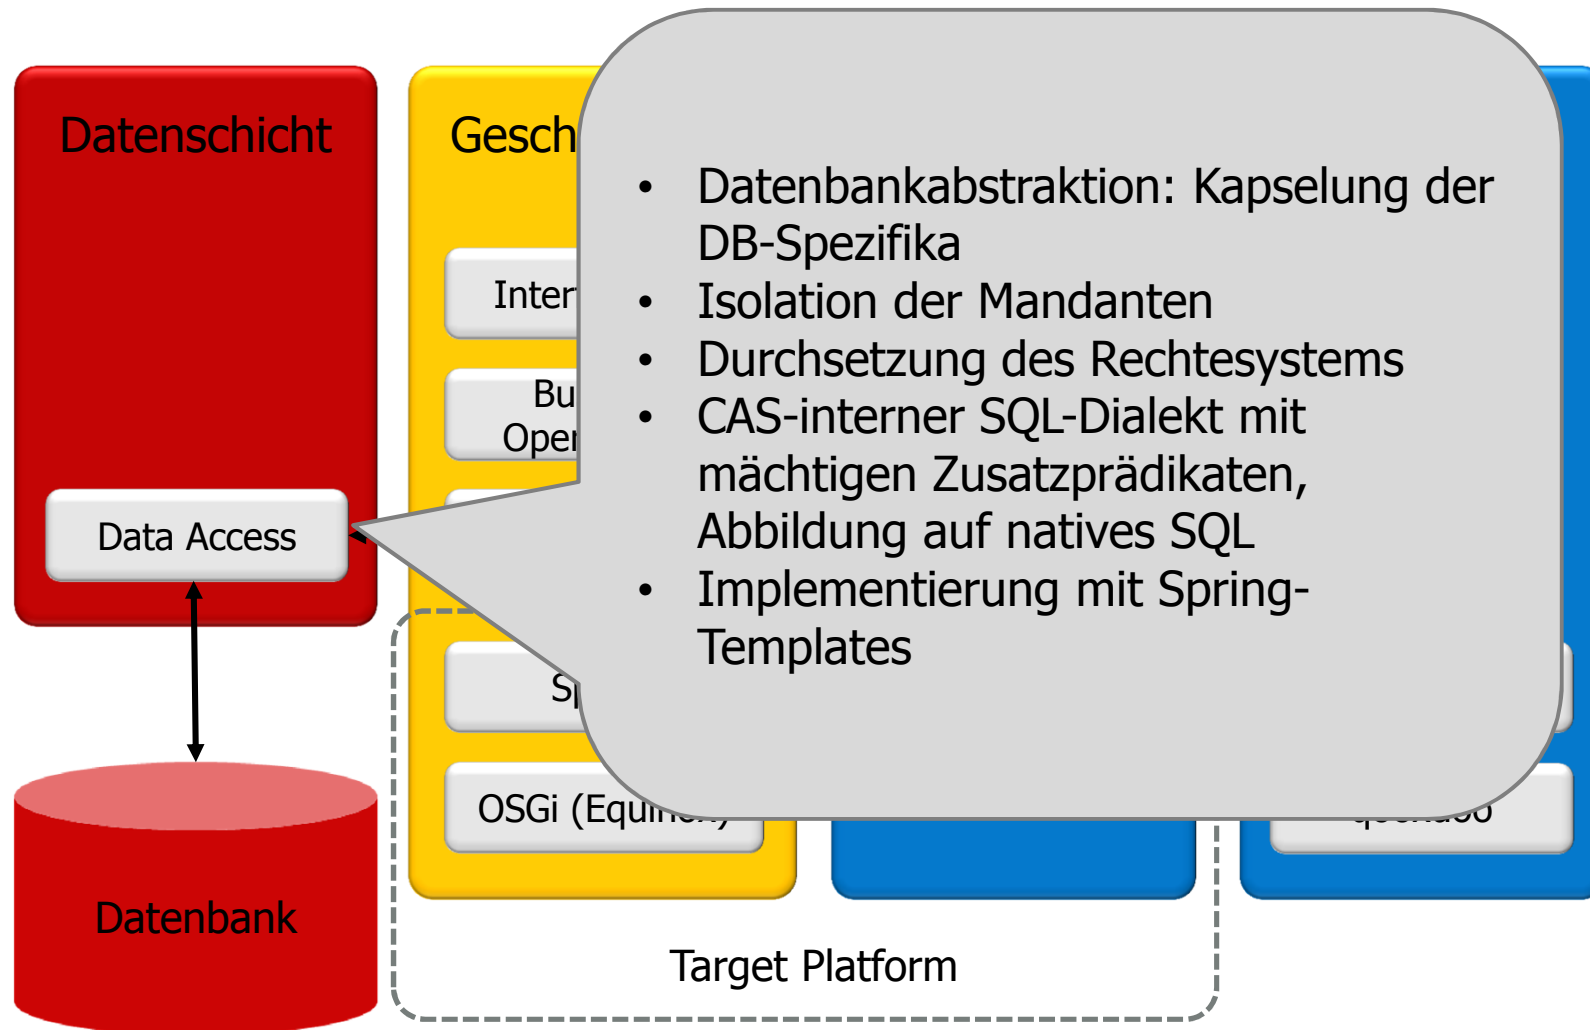 Datenschicht
Data Access
Datenbank
Gesch
Inter
Bu
Oper
OSGi (Equinox)
Target Platform
• Datenbankabstraktion: Kapselung der
DB-Spezifika
• Isolation der Mandanten
• Durchsetzung des Rechtesystems
• CAS-interner SQL-Dialekt mit
mächtigen Zusatzprädikaten,
Abbildung auf natives SQL
• Implementierung mit Spring-
Templates